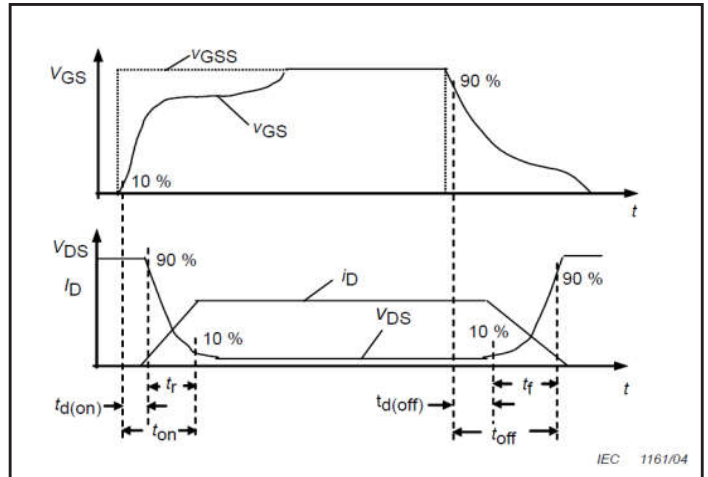 VGSS
VGS
90 %
VGS
10 %
t
VDS
90 %
ID
iD
90 %
VDS
10 %
10 %
tr
tf
t
td(on)
td(off)
ton
toff
IEC 1161/04